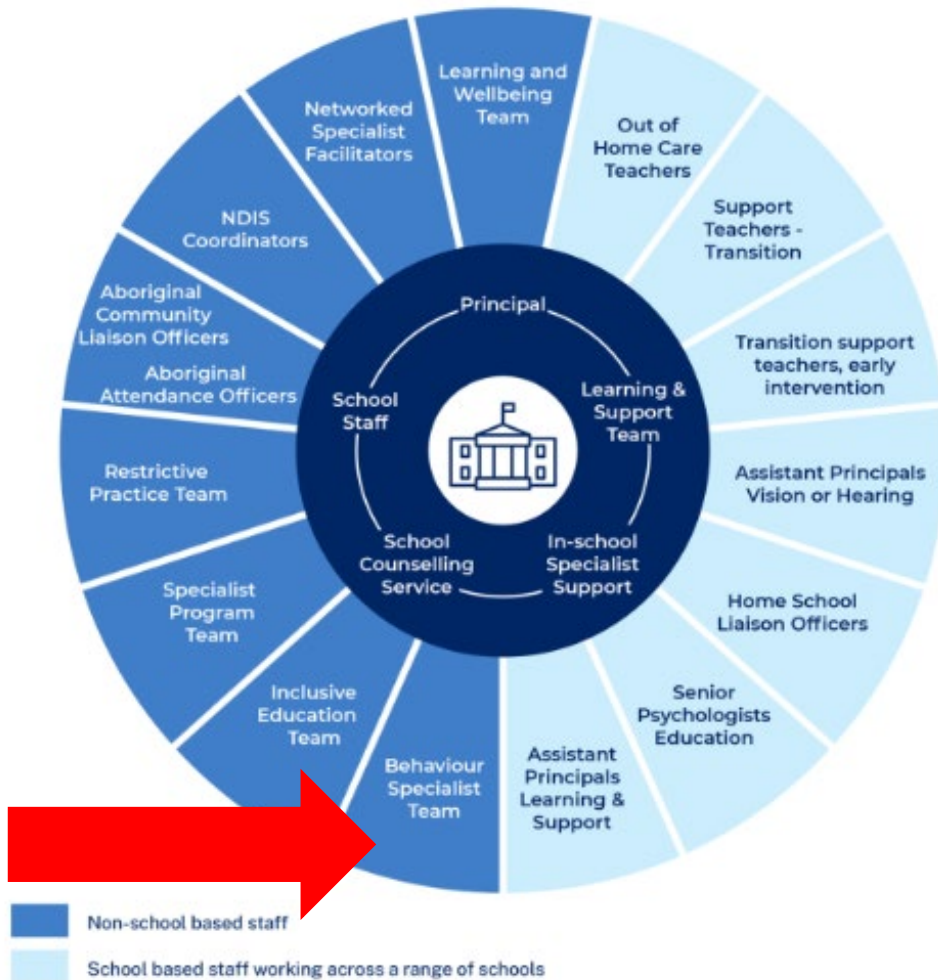 Learning and
Wellbeing
Team
Out of
Home Care
Teachers
Support
Teachers -
Transition
Transition support
teachers, early
intervention
Assistant Principals
Vision or Hearing
Home School
Liaison Officers
Senior
Psychologists
Education
Assistant
Principals
Learning &
Support
Behaviour
Specialist
Team
Inclusive
Education
Team
Specialist
Program
Team
Restrictive
Practice Team
Aboriginal
Community
Liaison Officers
Aboriginal
Attendance Officers
NDIS
Coordinators
Networked
Specialist
Facilitators
Principal
Learning &
Support
Team
In-school
Specialist
Support
School
Counselling
Service
School
Staff
Non-school based staff
School based staff working across a range of schools